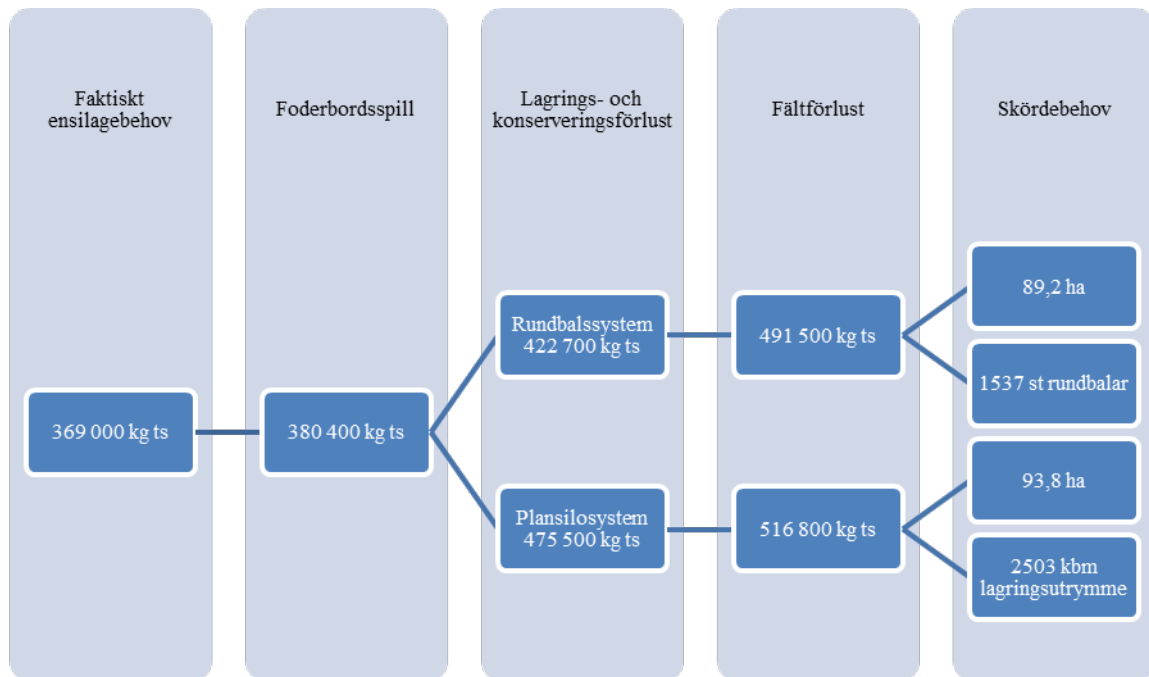 Faktiskt
ensilagebehov
Foderbordsspill
Lagrings- och
konserveringsförlust
Fältförlust
Skördebehov
369 000 kg ts
380 400 kg ts
Rundbalssystem
422 700 kg ts
491 500 kg ts
89,2 ha
1537 st rundbalar
Plansilosystem
475 500 kg ts
516 800 kg ts
93,8 ha
2503 kbm
lagringsutrymme